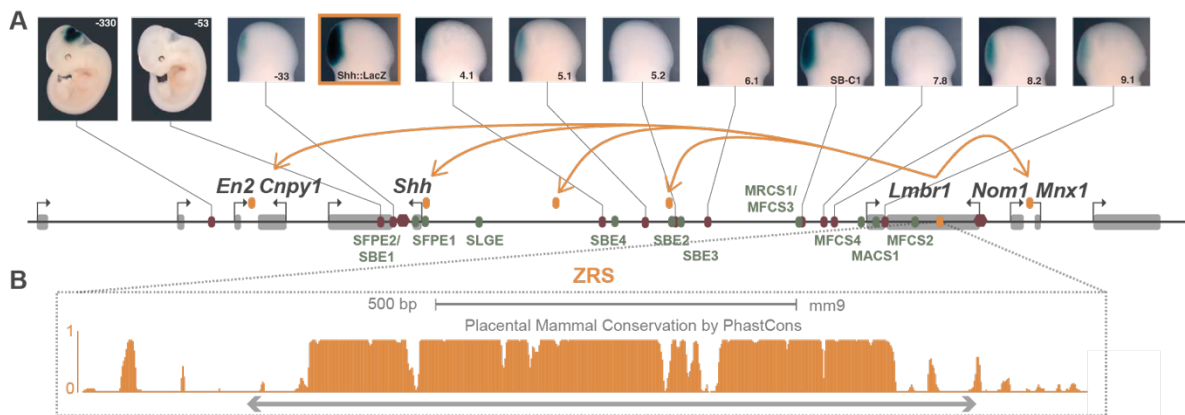 A
-330
-53
-33
Shh::LacZ
4.1
5.1
5.2
6.1
SB-C1
7.8
8.2
9.1
En2 Cnpy1
Shh
Lmbr1
Nom1 Mnx1
MRCS1/
MFCS3
SFPE2/
SBE1
SFPE1
SLGE
SBE4
SBE2
SBE3
MFCS4
MACS1
MFCS2
B
ZRS
500 bp
mm9
Placental Mammal Conservation by PhastCons
1
0